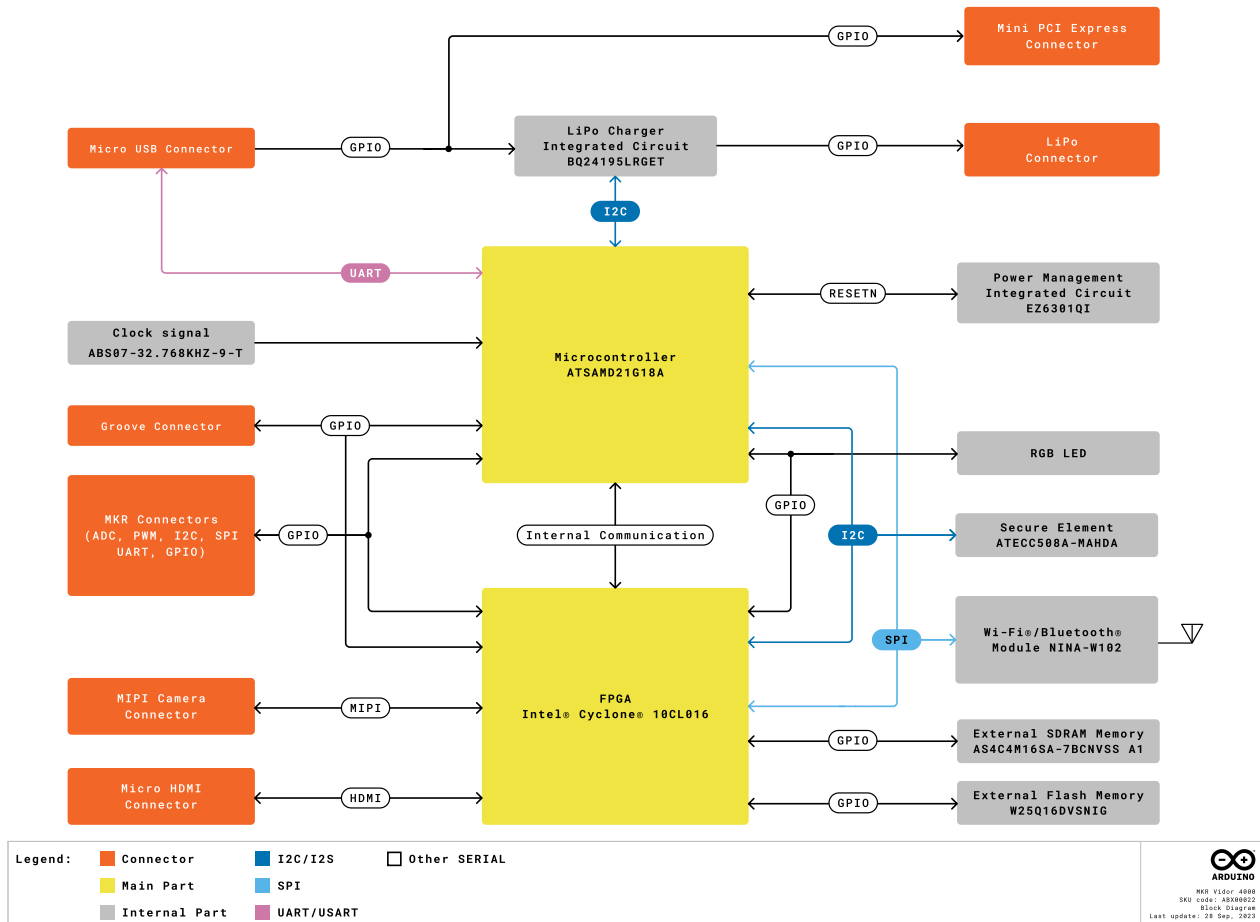 GPIO
Mini PCI Express
Connector
Micro USB Connector
GPIO
LiPo Charger
Integrated Circuit
BQ24195LRGET
GPIO
LiPo
Connector
I2C
UART
RESETN
Power Management
Integrated Circuit
EZ6301QI
Clock signal
ABS07-32.768KHZ-9-T
Microcontroller
ATSAMD21G18A
Groove Connector
GPIO
RGB LED
GPIO
MKR Connectors
(ADC, PWM, I2C, SPI
UART, GPIO)
GPIO
Internal Communication
I2C
Secure Element
ATECC508A-MAHDA
SPI
Wi-Fi®/Bluetooth®
Module NINA-W102
MIPI Camera
Connector
MIPI
FPGA
Intel® Cyclone® 10CL016
GPIO
External SDRAM Memory
AS4C4M16SA-7BCNVSS A1
Micro HDMI
Connector
HDMI
GPIO
External Flash Memory
W25Q16DVSNIG
Legend:
Connector
I2C/I2S
Other SERIAL
Main Part
SPI
Internal Part
UART/USART
ARDUINO
MKR Vidor 4000
SKU code: ABX00022
Block Diagram
Last update: 28 Sep, 2023